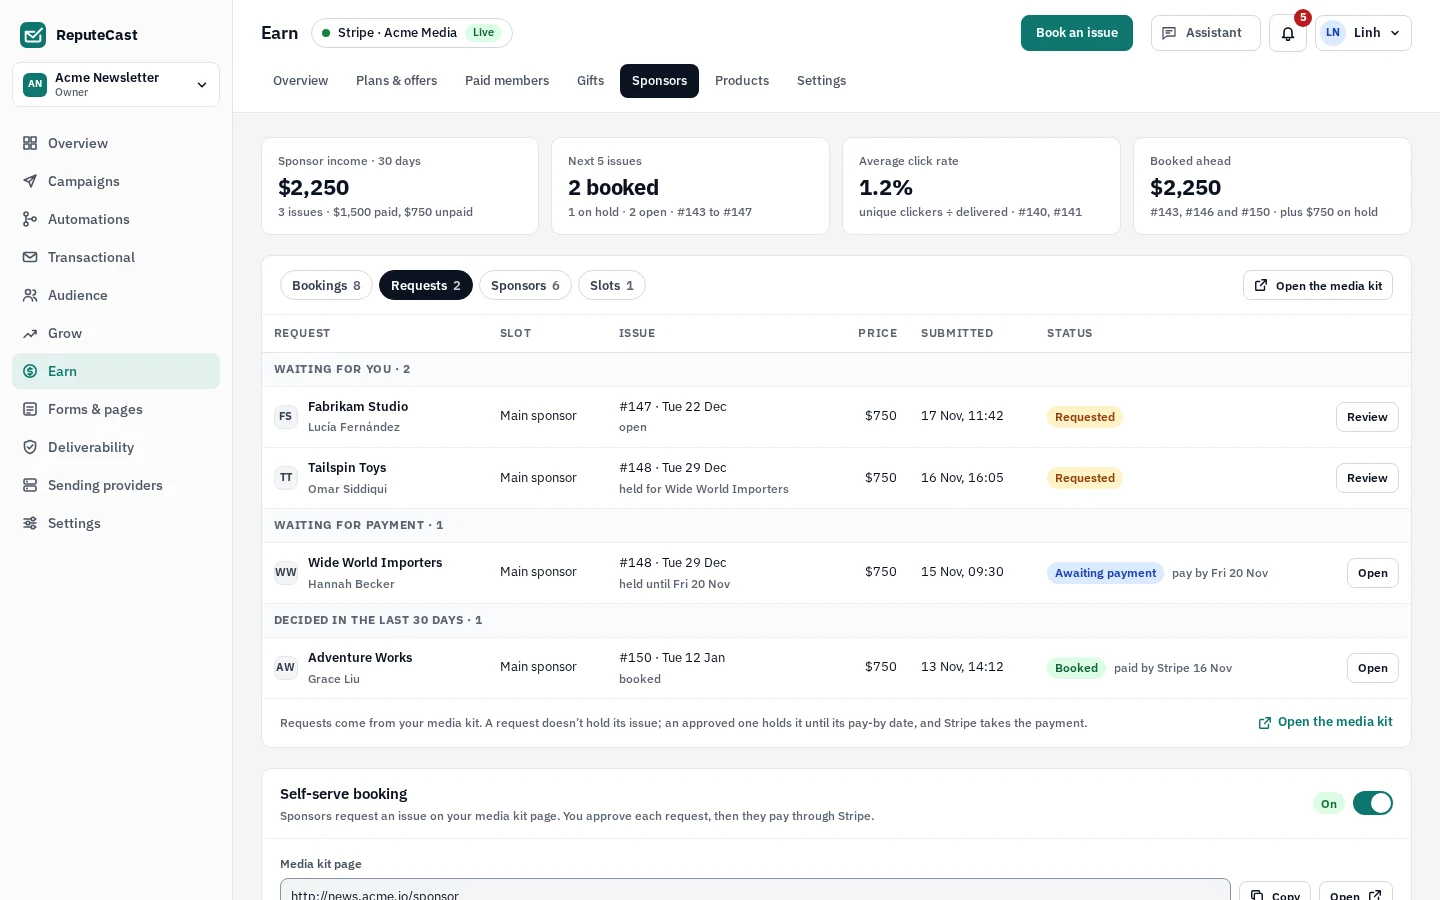 ReputeCast
AN
Acme Newsletter
Owner
Overview
Campaigns
Automations
Transactional
Audience
Grow
Earn
Forms & pages
Deliverability
Sending providers
Settings
Earn
Stripe · Acme Media Live
Book an issue
Assistant
5
LN Linh
Overview Plans & offers Paid members Gifts Sponsors Products Settings
Sponsor income · 30 days
$2,250
3 issues · $1,500 paid, $750 unpaid
Next 5 issues
2 booked
1 on hold · 2 open · #143 to #147
Average click rate
1.2%
unique clickers ÷ delivered · #140, #141
Booked ahead
$2,250
#143, #146 and #150 · plus $750 on hold
Bookings 8 Requests 2 Sponsors 6 Slots 1
Open the media kit
REQUEST SLOT ISSUE PRICE SUBMITTED STATUS
WAITING FOR YOU · 2
FS Fabrikam Studio Main sponsor #147 · Tue 22 Dec $750 17 Nov, 11:42 Requested Review
Lucía Fernández open
TT Tailspin Toys Main sponsor #148 · Tue 29 Dec $750 16 Nov, 16:05 Requested Review
Omar Siddiqui held for Wide World Importers
WAITING FOR PAYMENT · 1
WW Wide World Importers Main sponsor #148 · Tue 29 Dec $750 15 Nov, 09:30 Awaiting payment pay by Fri 20 Nov Open
Hannah Becker held until Fri 20 Nov
DECIDED IN THE LAST 30 DAYS · 1
AW Adventure Works Main sponsor #150 · Tue 12 Jan $750 13 Nov, 14:12 Booked paid by Stripe 16 Nov Open
Grace Liu booked
Requests come from your media kit. A request doesn’t hold its issue; an approved one holds it until its pay-by date, and Stripe takes the payment.
Open the media kit
Self-serve booking
Sponsors request an issue on your media kit page. You approve each request, then they pay through Stripe.
On
Media kit page
http://news.acme.io/sponsor
Copy
Open